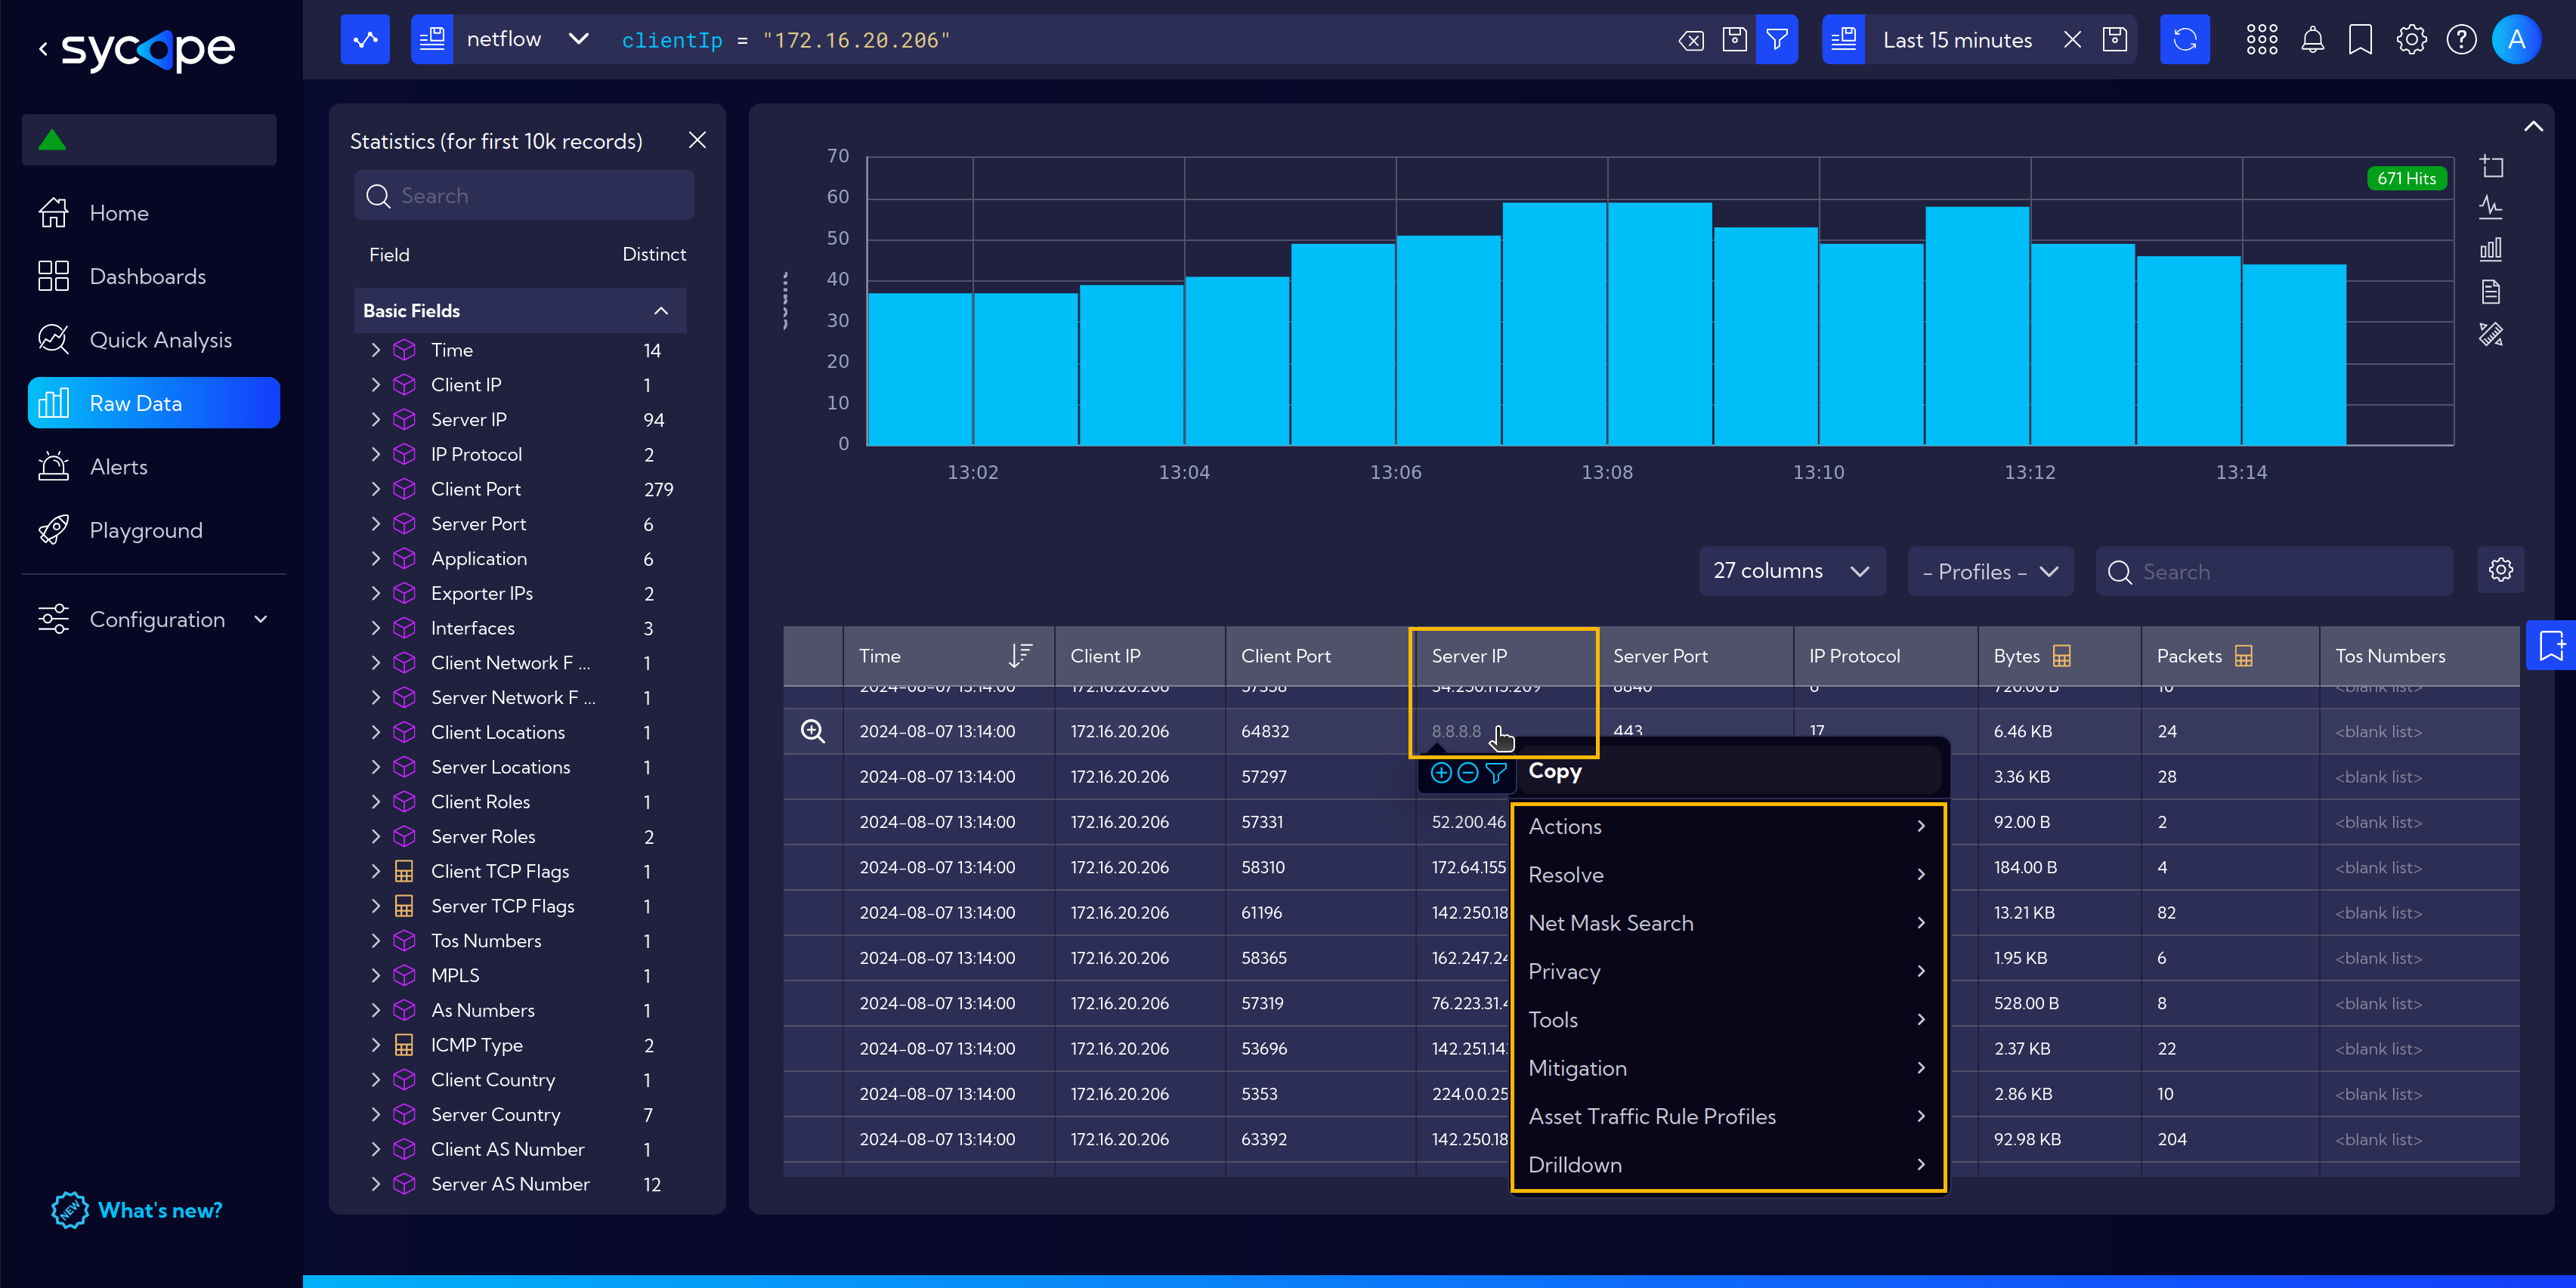 sycope
netflow
clientIp = "172.16.20.206"
Last 15 minutes
A
Home
Dashboards
Quick Analysis
Raw Data
Alerts
Playground
Configuration
NEW
What's new?
Statistics (for first 10k records)
Search
Field Distinct
Basic Fields
Time 14
Client IP 1
Server IP 94
IP Protocol 2
Client Port 279
Server Port 6
Application 6
Exporter IPs 2
Interfaces 3
Client Network F ... 1
Server Network F ... 1
Client Locations 1
Server Locations 1
Client Roles 1
Server Roles 2
Client TCP Flags 1
Server TCP Flags 1
Tos Numbers 1
MPLS 1
As Numbers 1
ICMP Type 2
Client Country 1
Server Country 7
Client AS Number 1
Server AS Number 12
70
60
50
40
30
20
10
0
671 Hits
13:02 13:04 13:06 13:08 13:10 13:12 13:14
27 columns
- Profiles -
Search
Time Client IP Client Port Server IP Server Port IP Protocol Bytes Packets Tos Numbers
2024-08-07 13:14:00 172.16.20.206 64832 8.8.8.8 443 17 6.46 KB 24
2024-08-07 13:14:00 172.16.20.206 57297 3.36 KB 28 <blank list>
2024-08-07 13:14:00 172.16.20.206 57331 52.200.46 92.00 B 2 <blank list>
2024-08-07 13:14:00 172.16.20.206 58310 172.64.155 184.00 B 4 <blank list>
2024-08-07 13:14:00 172.16.20.206 61196 142.250.18 13.21 KB 82 <blank list>
2024-08-07 13:14:00 172.16.20.206 58365 162.247.24 1.95 KB 6 <blank list>
2024-08-07 13:14:00 172.16.20.206 57319 76.223.31.4 528.00 B 8 <blank list>
2024-08-07 13:14:00 172.16.20.206 53696 142.251.14 2.37 KB 22 <blank list>
2024-08-07 13:14:00 172.16.20.206 5353 224.0.0.25 2.86 KB 10 <blank list>
2024-08-07 13:14:00 172.16.20.206 63392 142.250.18 92.98 KB 204 <blank list>
Copy
Actions
Resolve
Net Mask Search
Privacy
Tools
Mitigation
Asset Traffic Rule Profiles
Drilldown